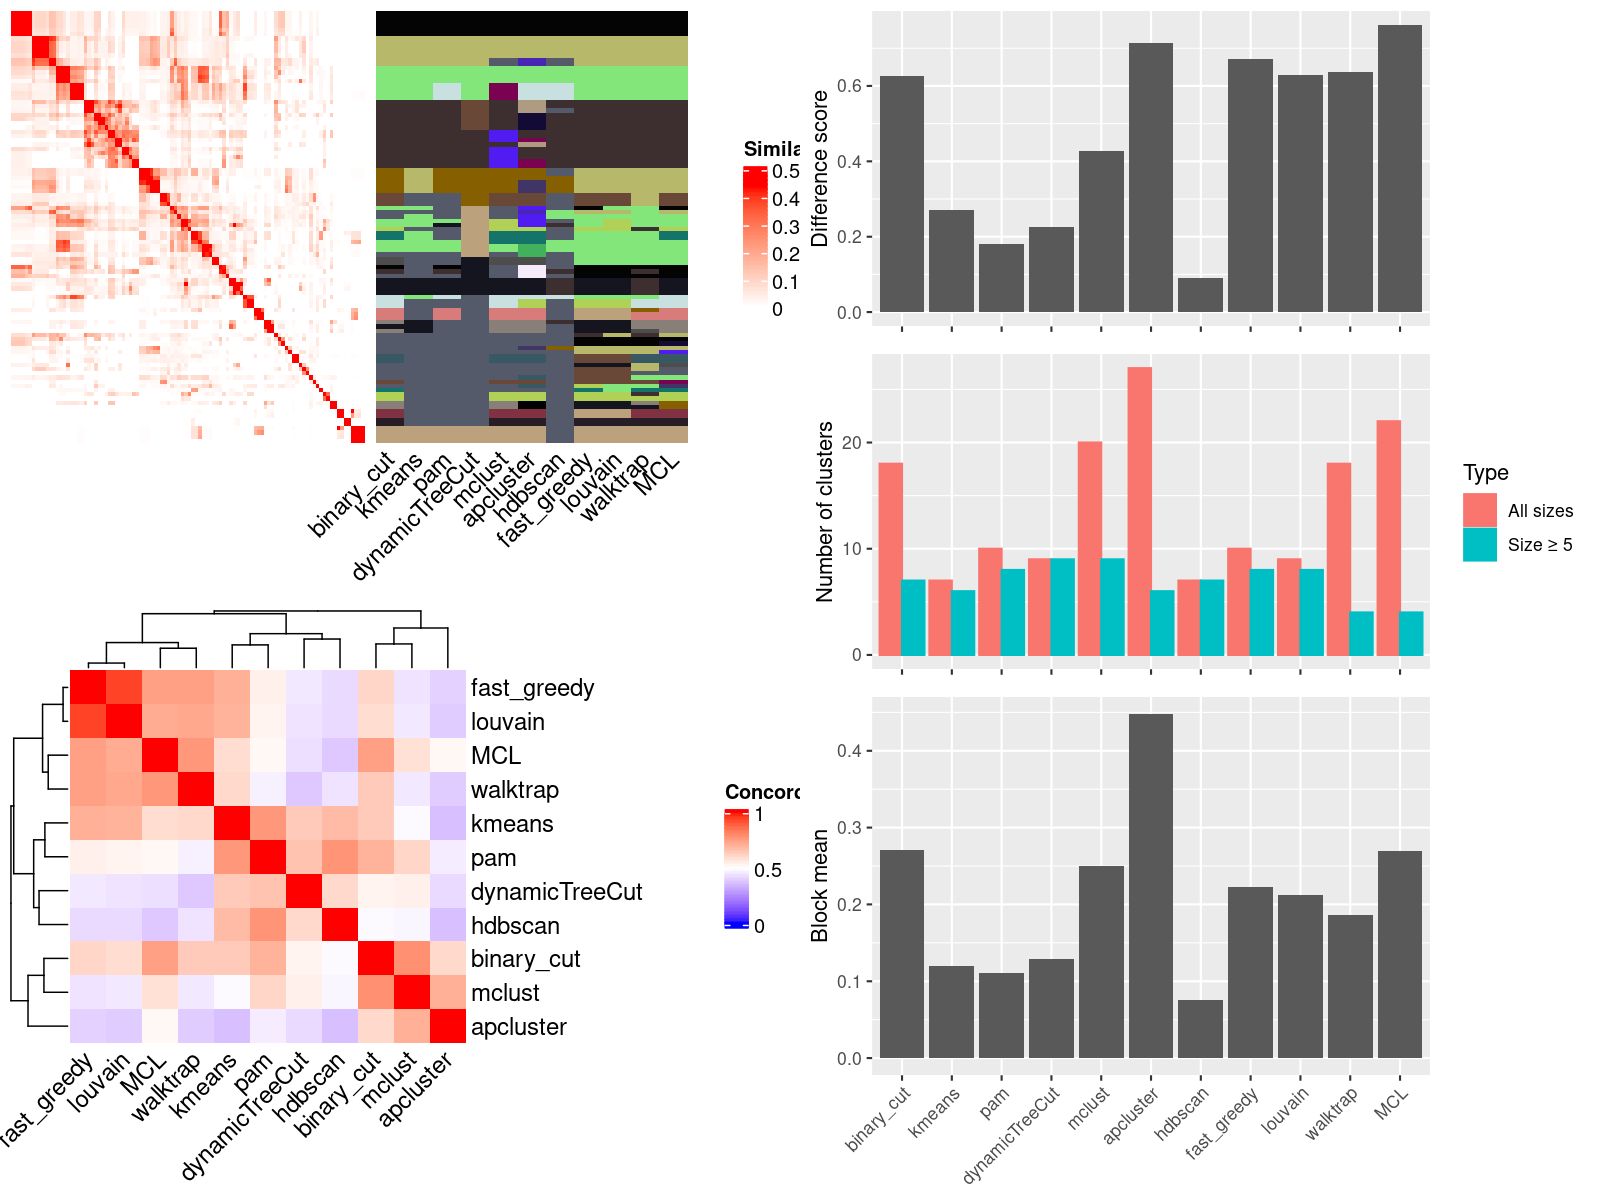 Simila
0.5
0.4
0.3
0.2
0.1
0
binary_cut
kmeans
pam
dynamicTreeCut
mclust
apcluster
hdbscan
fast_greedy
louvain
walktrap
MCL
Difference score
0.6
0.4
0.2
0.0
Number of clusters
20
10
0
Type
All sizes
Size ≥ 5
fast_greedy
louvain
MCL
walktrap
kmeans
pam
dynamicTreeCut
hdbscan
binary_cut
mclust
apcluster
Concord
1
0.5
0
fast_greedy
louvain
MCL
walktrap
kmeans
pam
dynamicTreeCut
hdbscan
binary_cut
mclust
apcluster
Block mean
0.4
0.3
0.2
0.1
0.0
binary_cut
kmeans
pam
dynamicTreeCut
mclust
apcluster
hdbscan
fast_greedy
louvain
walktrap
MCL